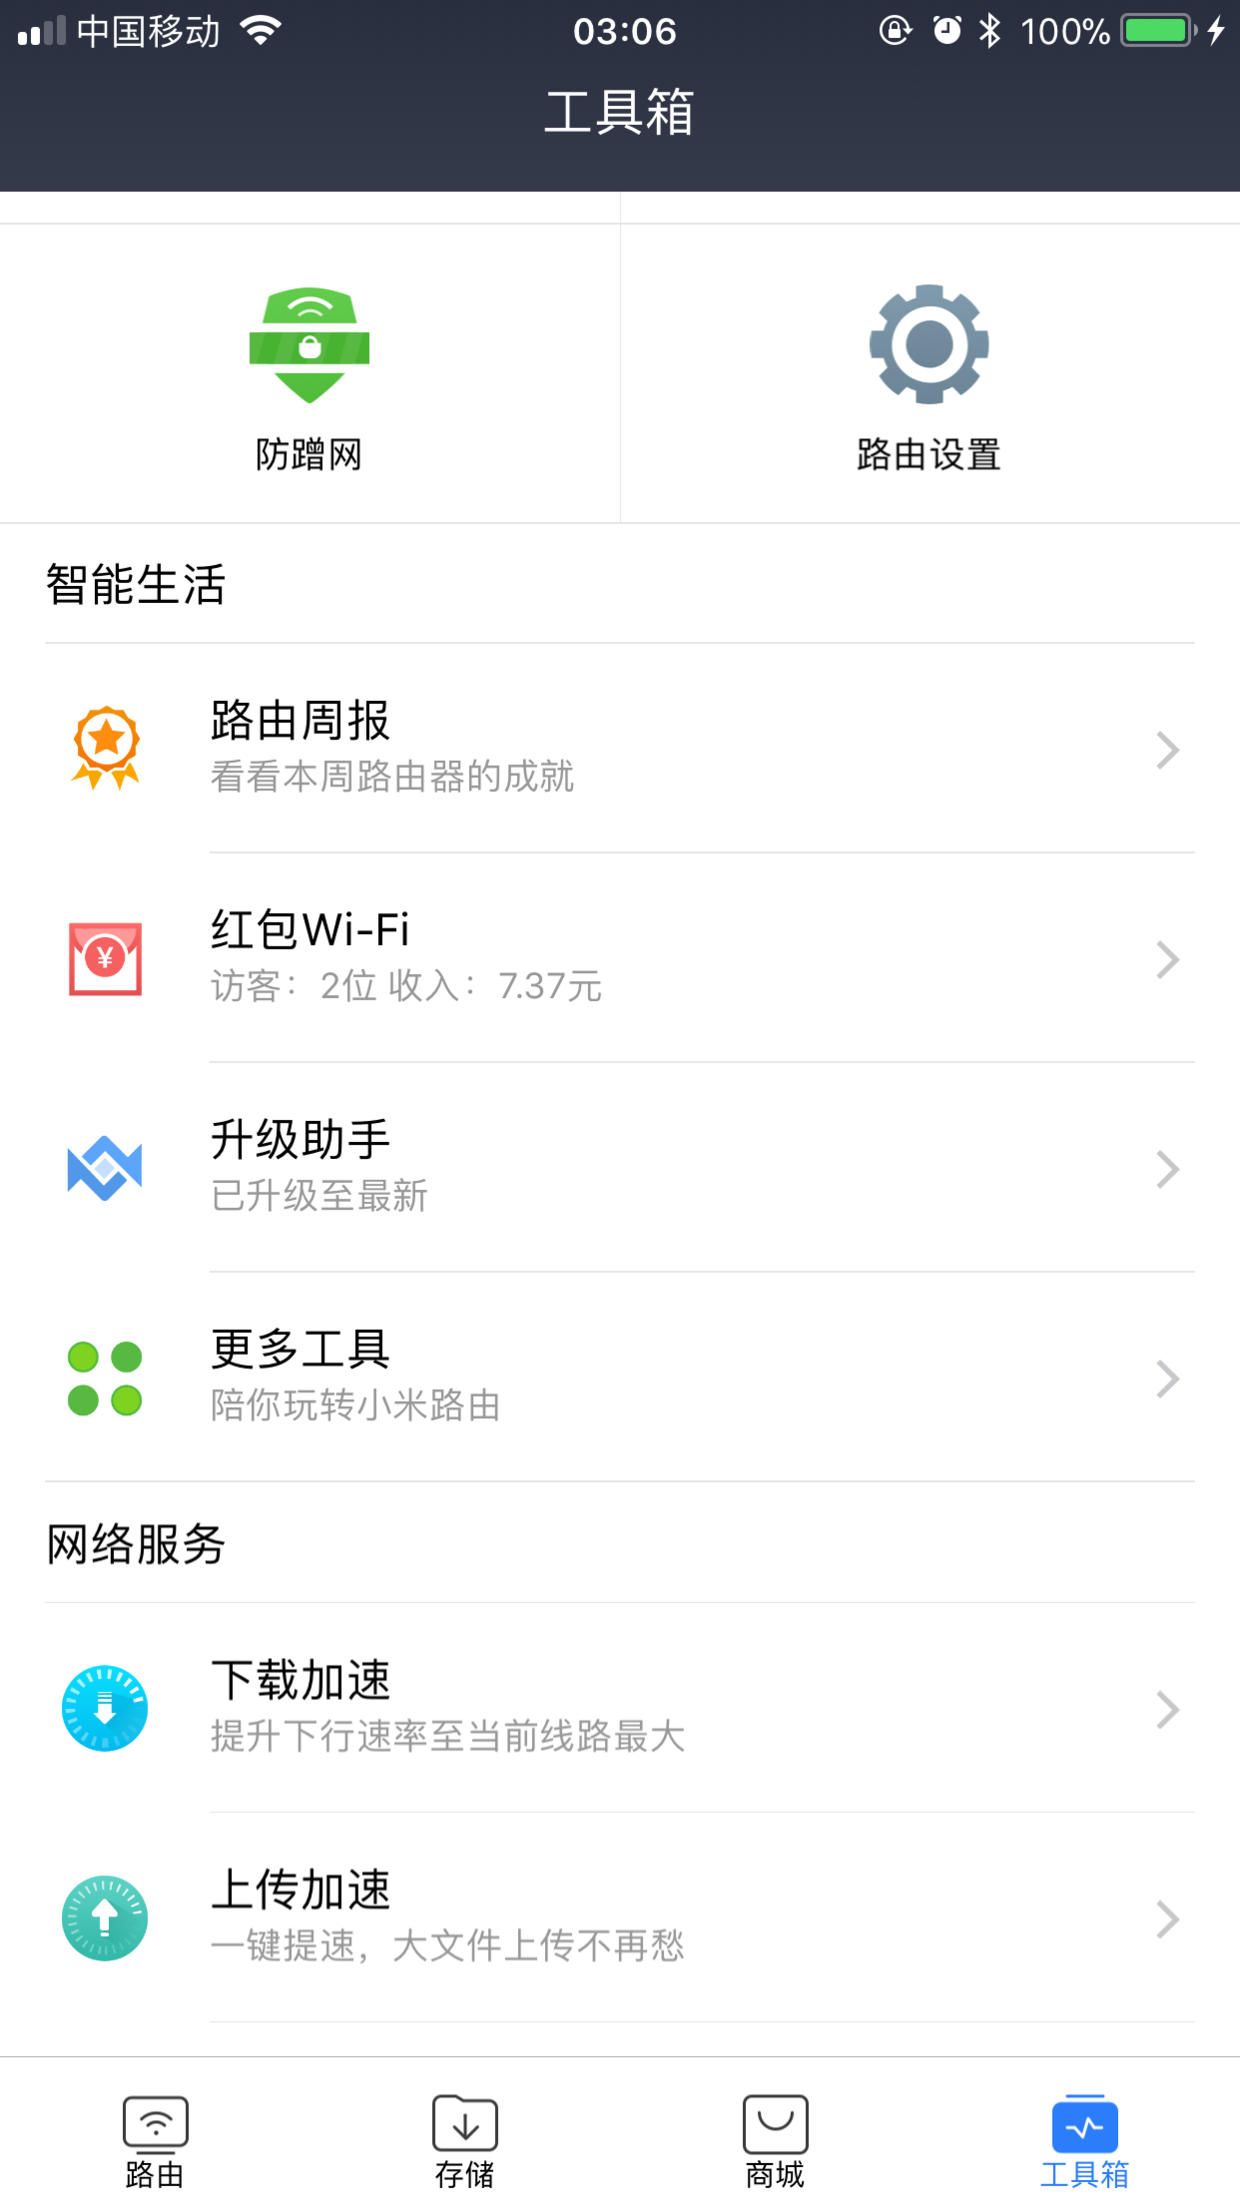 中国移动 03:06 100%
工具箱
防蹭网 路由设置
智能生活
路由周报
看看本周路由器的成就
¥
红包Wi-Fi
访客：2位 收入：7.37元
升级助手
已升级至最新
更多工具
陪你玩转小米路由
网络服务
下载加速
提升下行速率至当前线路最大
上传加速
一键提速，大文件上传不再愁
路由 存储 商城 工具箱